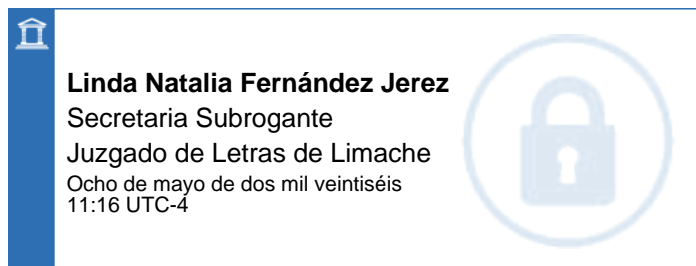 Linda Natalia Fernández Jerez
Secretaria Subrogante
Juzgado de Letras de Limache
Ocho de mayo de dos mil veintiséis
11:16 UTC-4